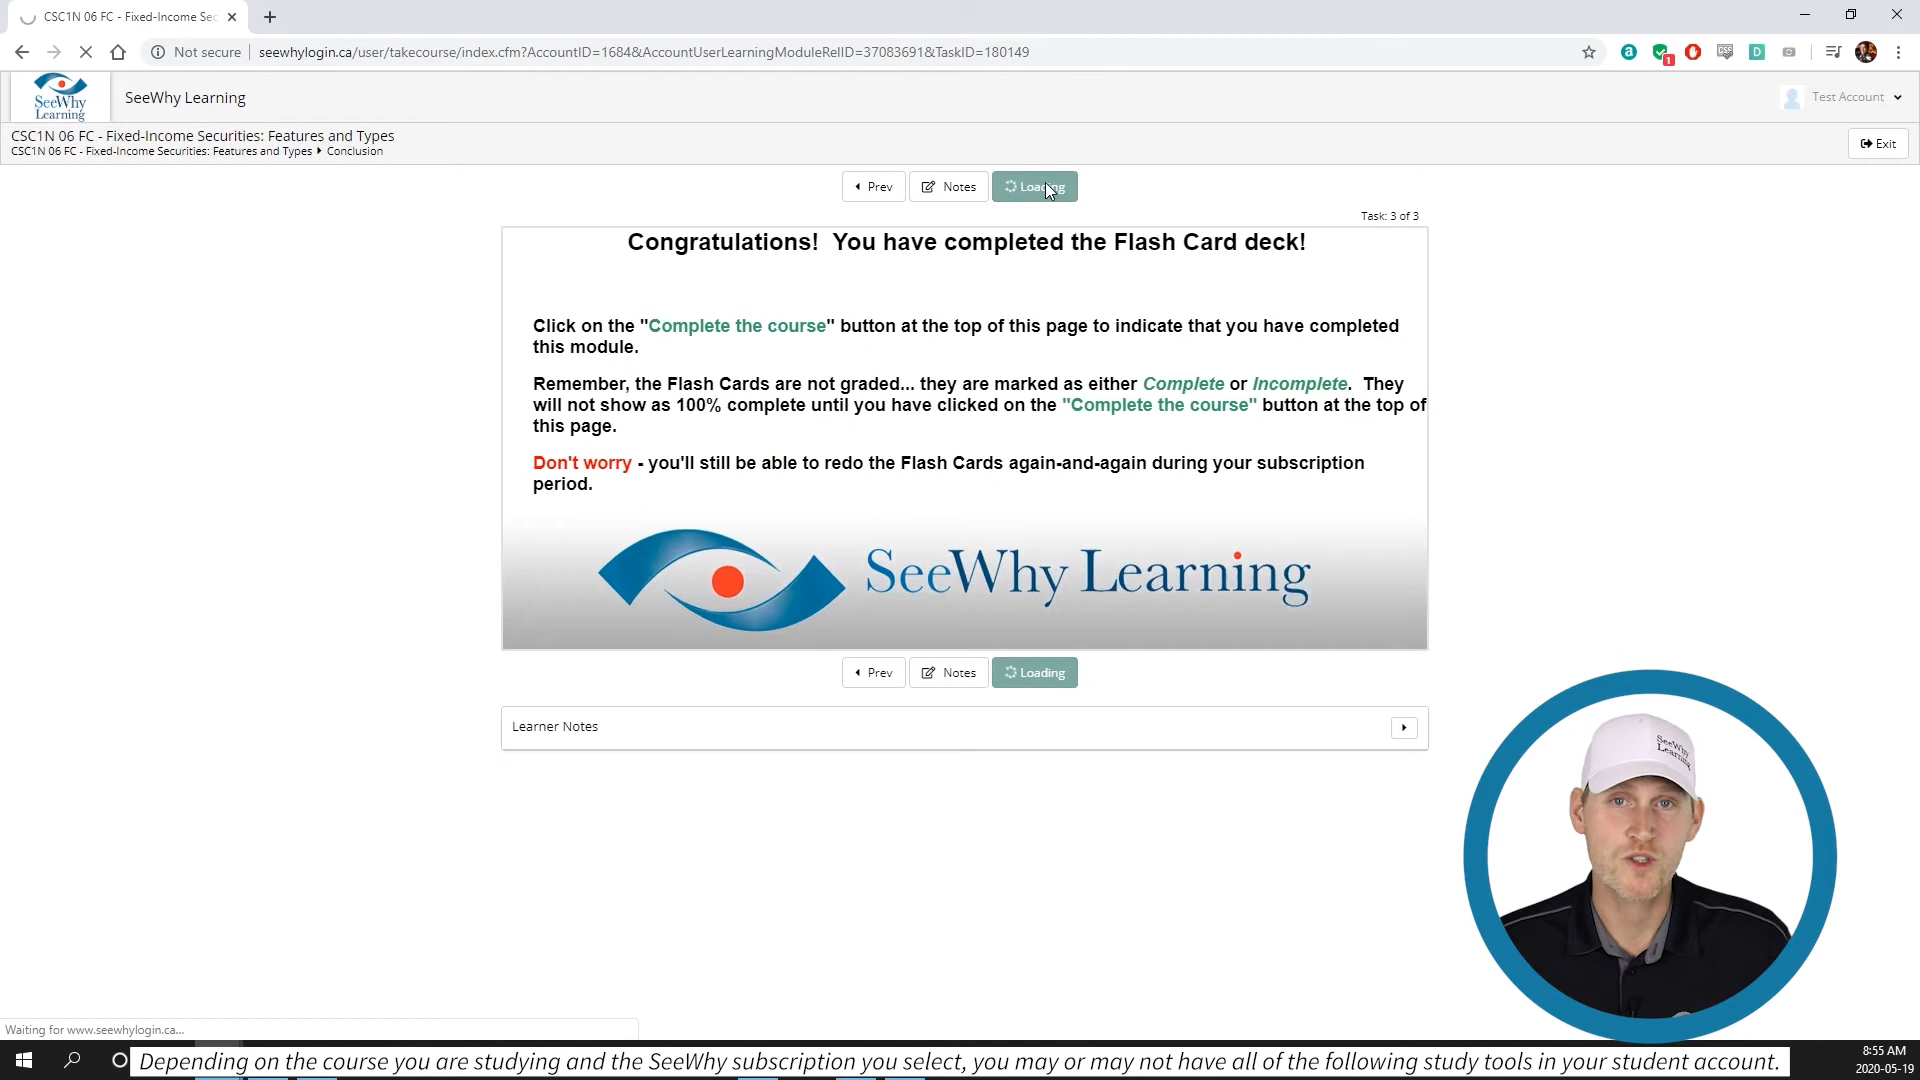 CSC1N 06 FC - Fixed-Income Sec
Not secure
seewhylogin.ca/user/takecourse/index.cfm?AccountID=1684&AccountUserLearningModuleRelID=37083691&TaskID=180149
1
SeeWhy
Learning
SeeWhy Learning
Test Account
CSC1N 06 FC - Fixed-Income Securities: Features and Types
CSC1N 06 FC - Fixed-Income Securities: Features and Types Conclusion
Exit
Prev
Notes
Loading
Task: 3 of 3
Congratulations! You have completed the Flash Card deck!
Click on the "Complete the course" button at the top of this page to indicate that you have completed
this module.
Remember, the Flash Cards are not graded... they are marked as either Complete or Incomplete. They
will not show as 100% complete until you have clicked on the "Complete the course" button at the top of
this page.
Don't worry - you'll still be able to redo the Flash Cards again-and-again during your subscription
period.
SeeWhy Learning
Prev
Notes
Loading
Learner Notes
SeeWhy
Learning
Waiting for www.seewhylogin.ca...
Depending on the course you are studying and the SeeWhy subscription you select, you may or may not have all of the following study tools in your student account.
8:55 AM
2020-05-19